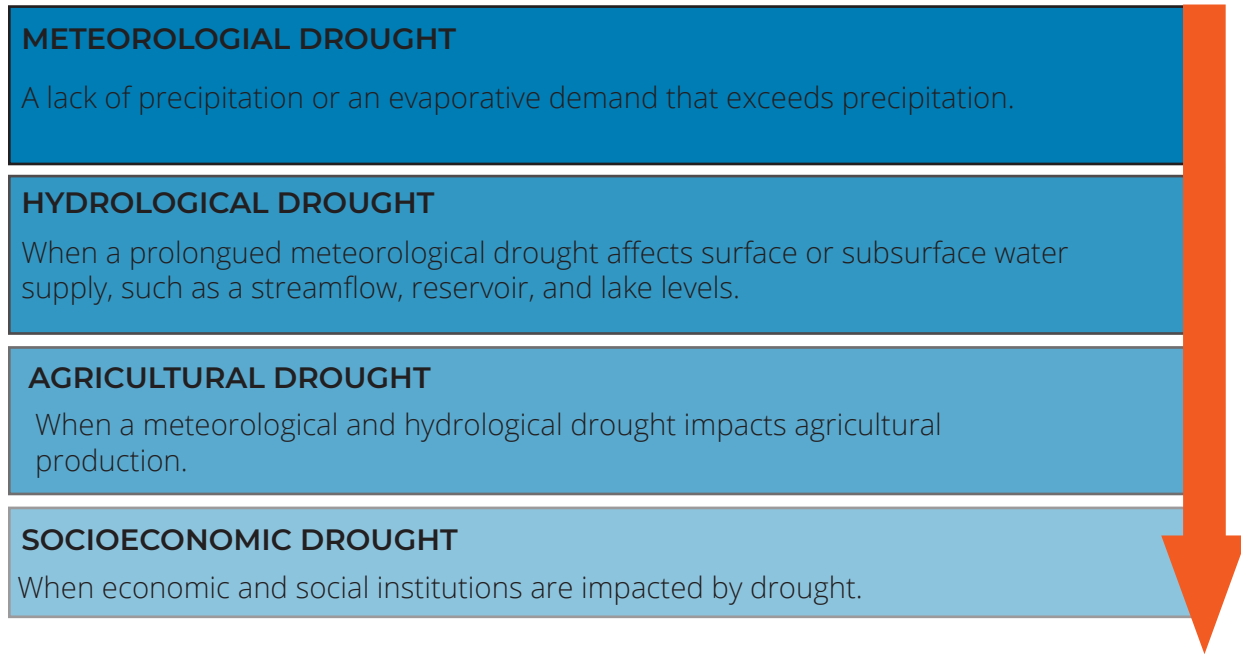 METEOROLOGIAL DROUGHT
A lack of precipitation or an evaporative demand that exceeds precipitation.
HYDROLOGICAL DROUGHT
When a prolongued meteorological drought affects surface or subsurface water
supply, such as a streamflow, reservoir, and lake levels.
AGRICULTURAL DROUGHT
When a meteorological and hydrological drought impacts agricultural
production.
SOCIOECONOMIC DROUGHT
When economic and social institutions are impacted by drought.